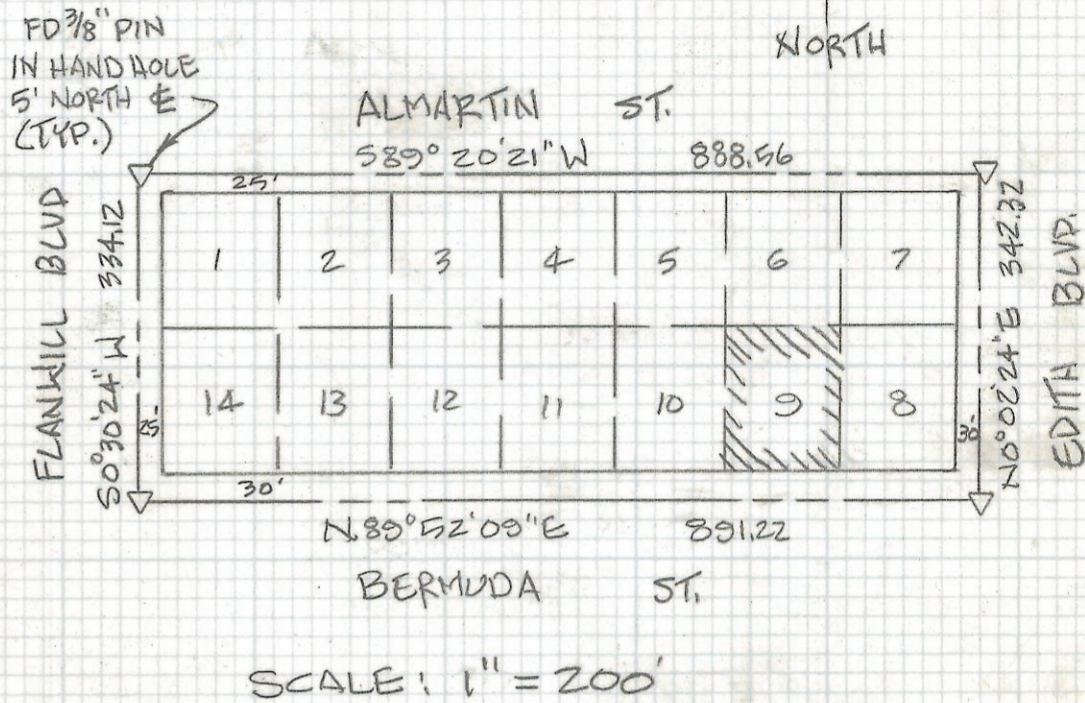 FD 3/8" PIN
IN HANDHOLE
5' NORTH ℄
(TYP.)
NORTH
ALMARTIN ST.
S89° 20'21" W 888.56
25'
FLANWILL BLVD
S0°30'24" W 334.12
N0°02'24"E 342.32
EDITH BLVD.
1 2 3 4 5 6 7
14 13 12 11 10 9 8
25'
30'
30'
N.89°52'09"E 891.22
BERMUDA ST.
SCALE: 1" = 200'